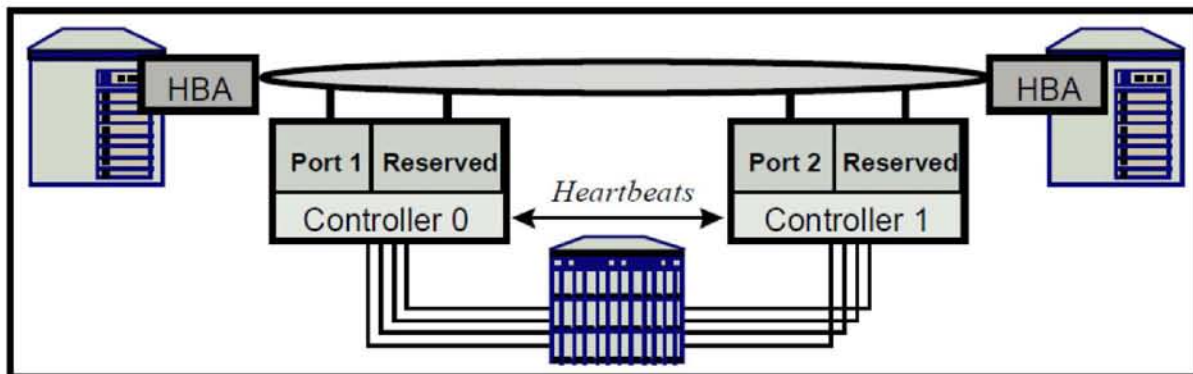 HBA
HBA
Port 1
Reserved
Port 2
Reserved
Heartbeats
Controller 0
Controller 1